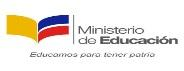 Ministerio
de Educación
Educamos para tener patria